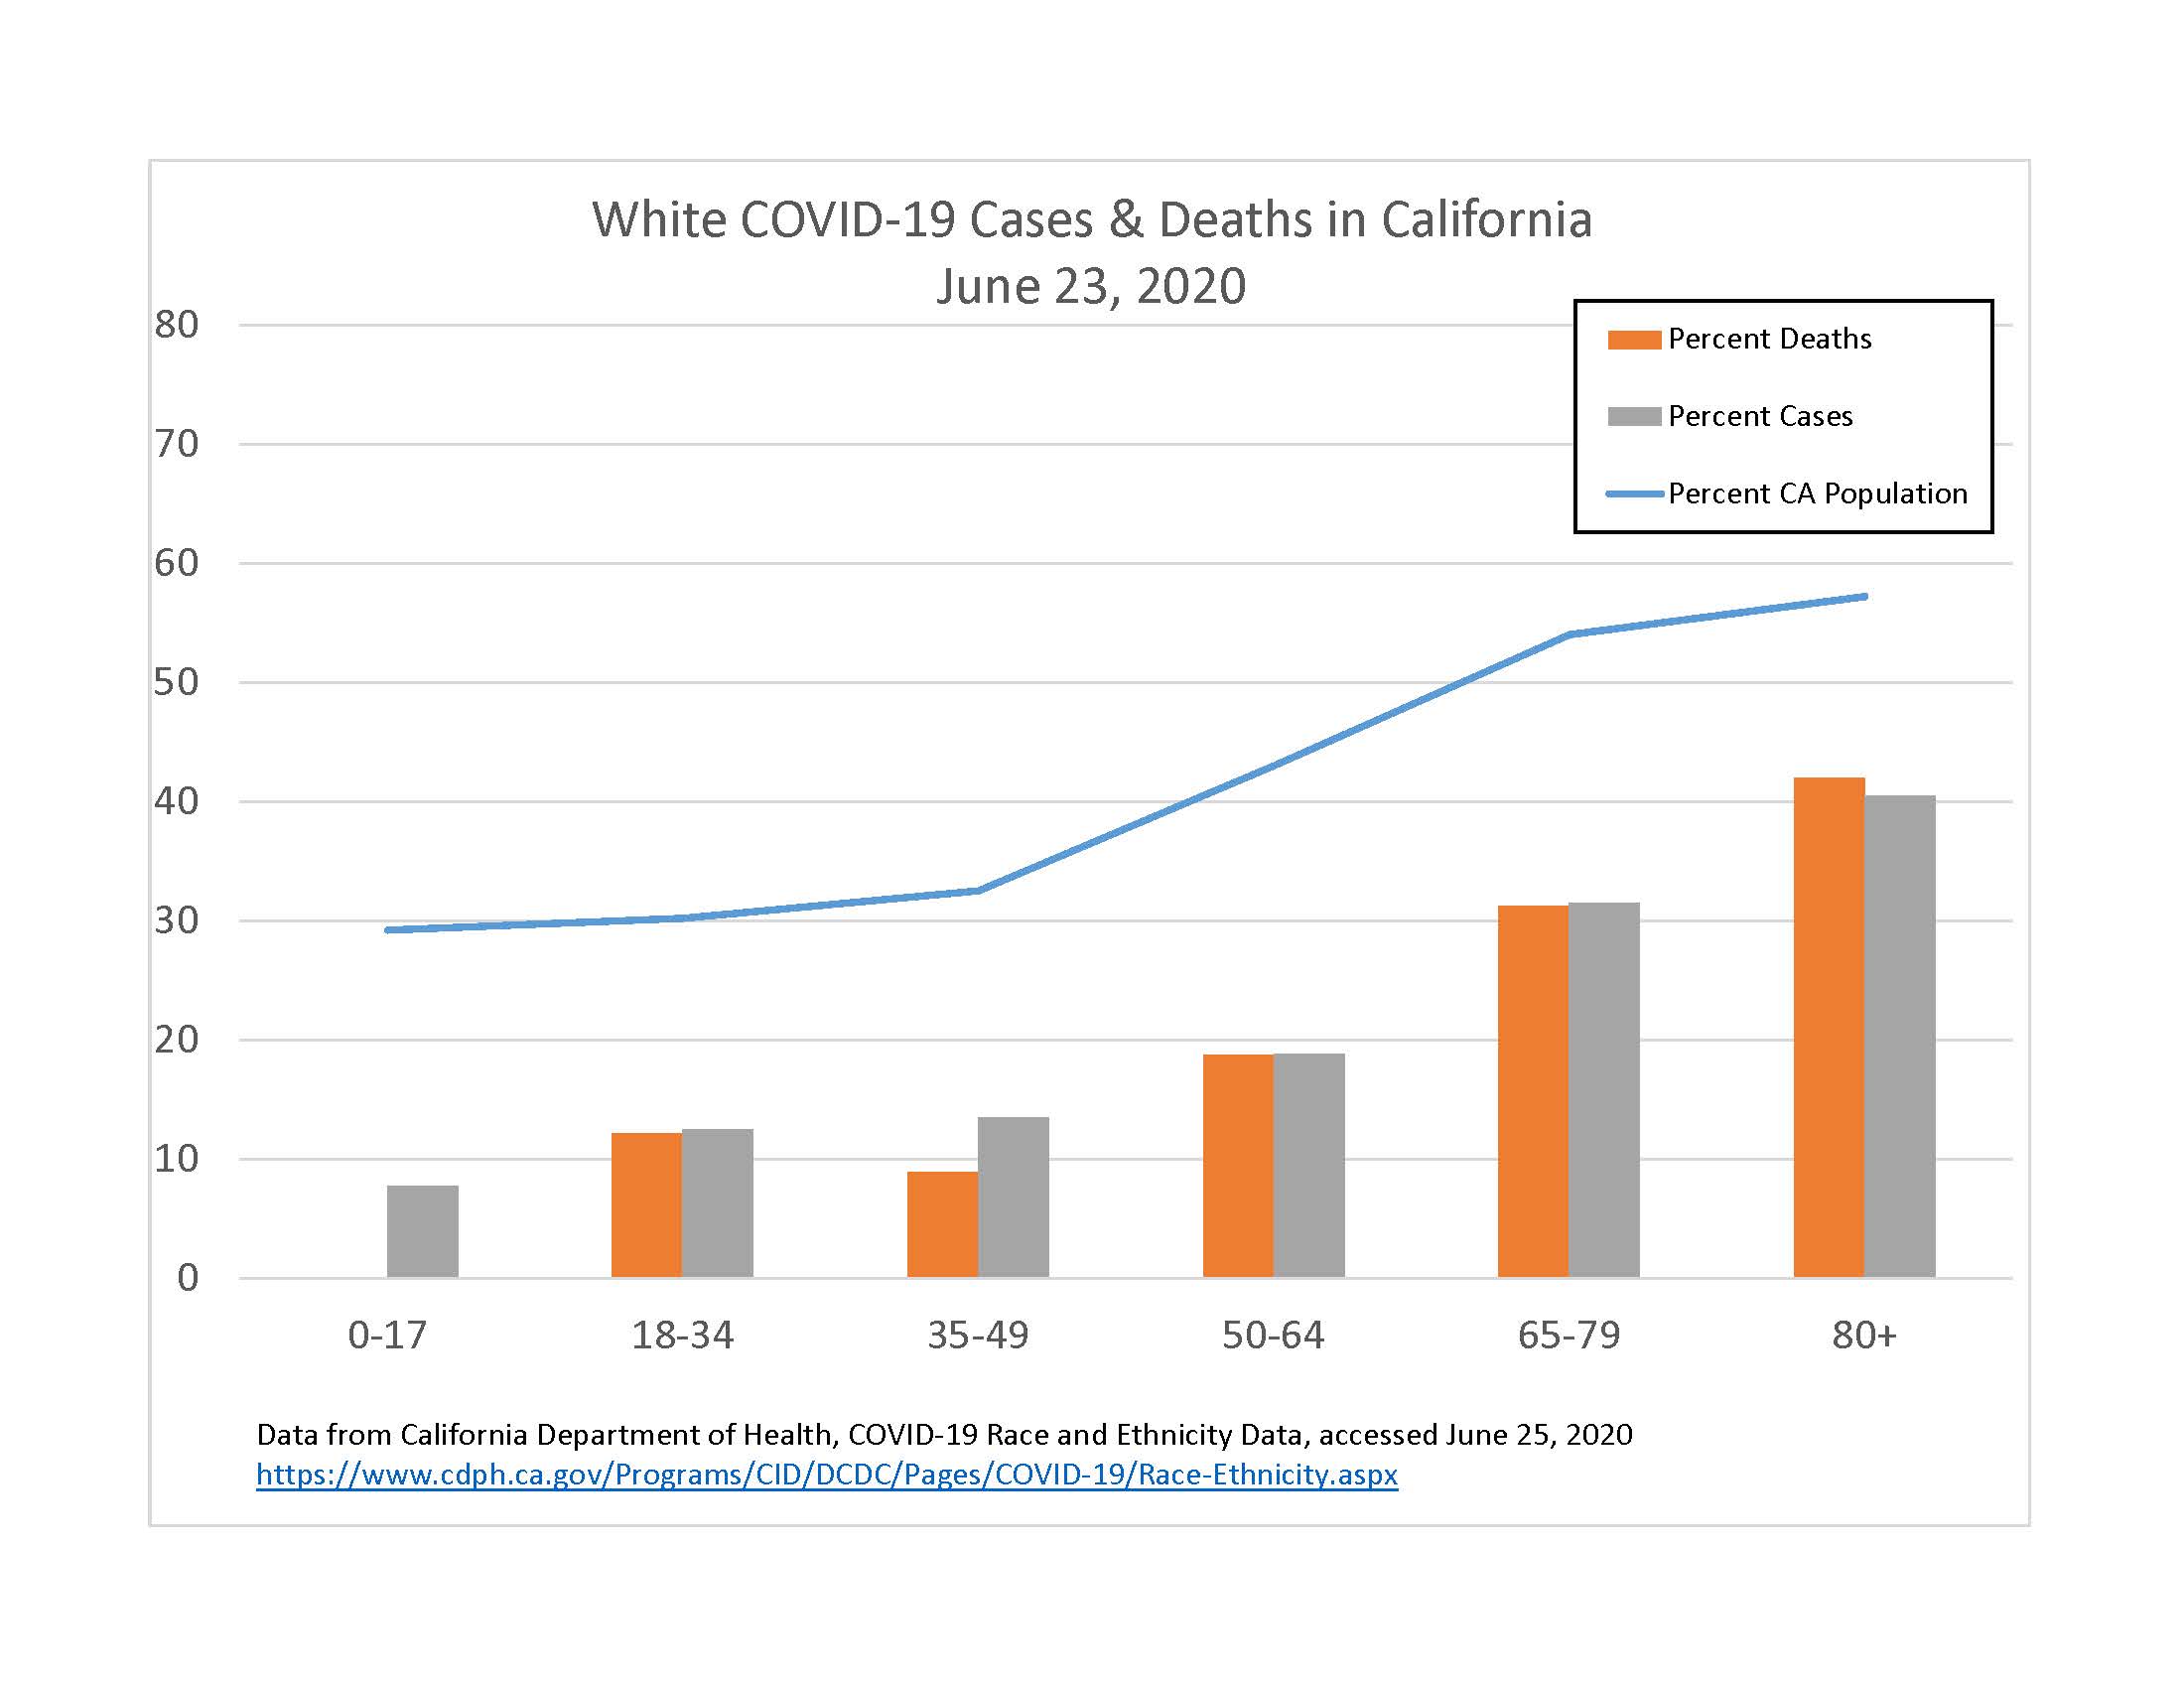 White COVID-19 Cases & Deaths in California
June 23, 2020
Percent Deaths
Percent Cases
Percent CA Population
80
70
60
50
40
30
20
10
0
0-17
18-34
35-49
50-64
65-79
80+
Data from California Department of Health, COVID-19 Race and Ethnicity Data, accessed June 25, 2020
https://www.cdph.ca.gov/Programs/CID/DCDC/Pages/COVID-19/Race-Ethnicity.aspx